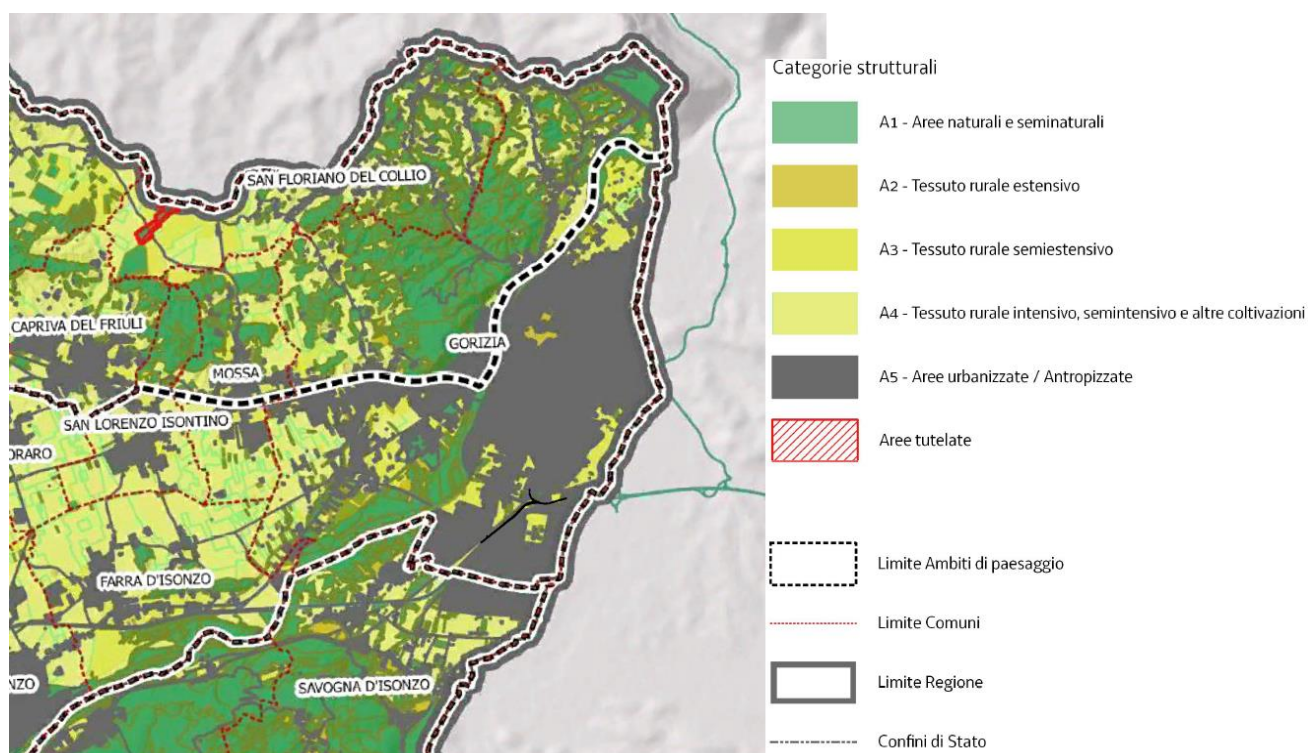 SAN FLORIANO DEL COLLIO
CAPRIVA DEL FRIULI
GORIZIA
MOSSA
SAN LORENZO ISONTINO
ORARO
FARRA D'ISONZO
NZO
SAVOGNA D'ISONZO
Categorie strutturali
A1 - Aree naturali e seminaturali
A2 - Tessuto rurale estensivo
A3 - Tessuto rurale semiestensivo
A4 - Tessuto rurale intensivo, semintensivo e altre coltivazioni
A5 - Aree urbanizzate / Antropizzate
Aree tutelate
Limite Ambiti di paesaggio
Limite Comuni
Limite Regione
Confini di Stato